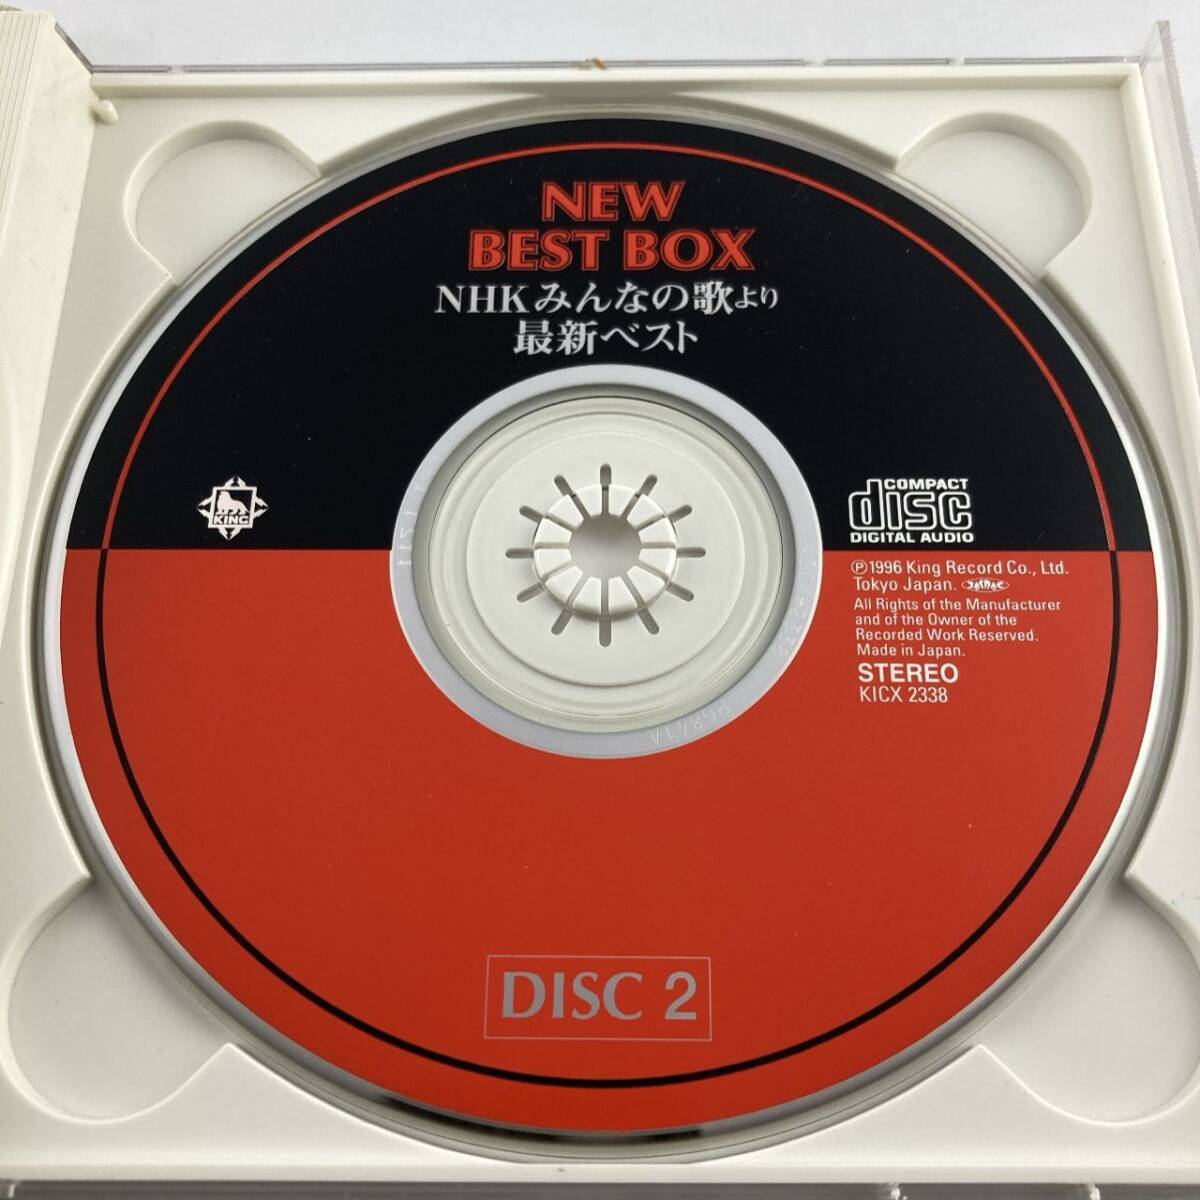 NEW
BEST BOX
NHKみんなの歌より
最新ベスト
KING
COMPACT
disc
DIGITAL AUDIO
Ⓟ1996 King Record Co., Ltd.
Tokyo Japan. JASRAC
All Rights of the Manufacturer
and of the Owner of the
Recorded Work Reserved.
Made in Japan.
STEREO
KICX 2338
DISC 2